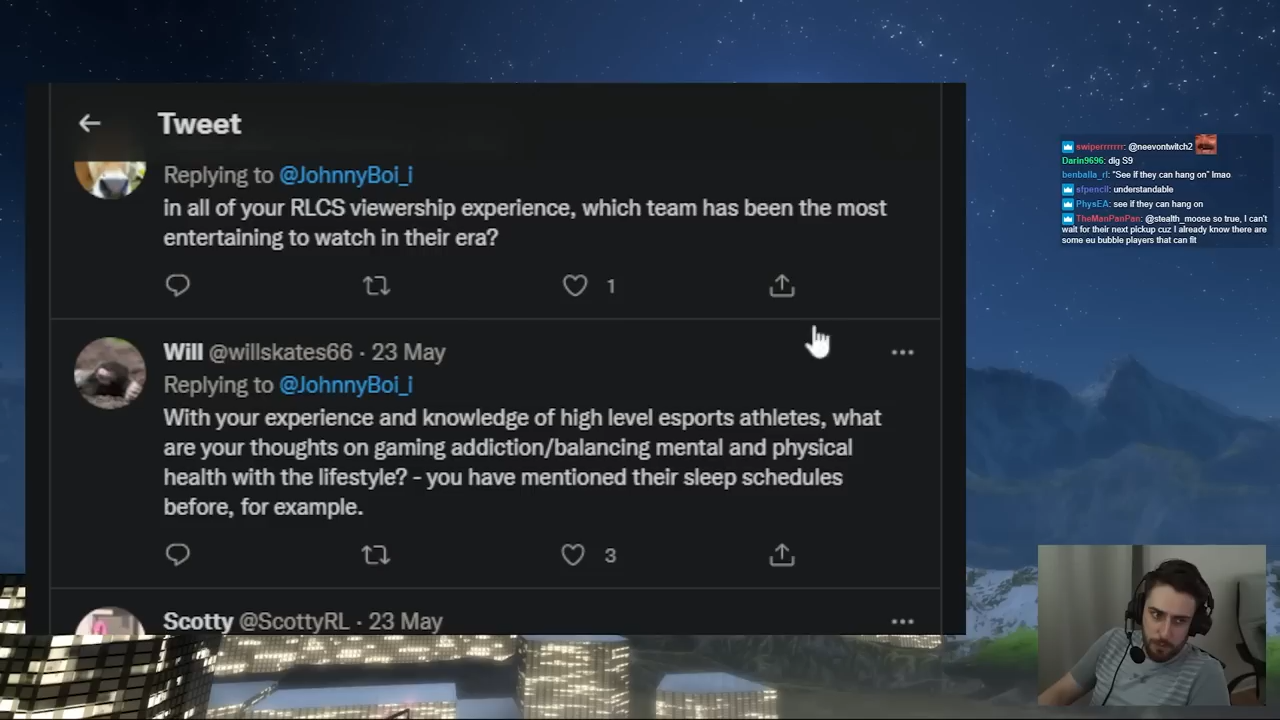 Tweet
Replying to @JohnnyBoi_i
in all of your RLCS viewership experience, which team has been the most
entertaining to watch in their era?
1
Will @willskates66 · 23 May
Replying to @JohnnyBoi_i
With your experience and knowledge of high level esports athletes, what
are your thoughts on gaming addiction/balancing mental and physical
health with the lifestyle? - you have mentioned their sleep schedules
before, for example.
3
Scotty @ScottyRL · 23 May
swiperrrrrrr: @neevontwitch2
Darin9696: dig S9
benballa_rl: "See if they can hang on" lmao
sfpencil: understandable
PhysEA: see if they can hang on
TheManPanPan: @stealth_moose so true, I can't
wait for their next pickup cuz I already know there are
some eu bubble players that can fit